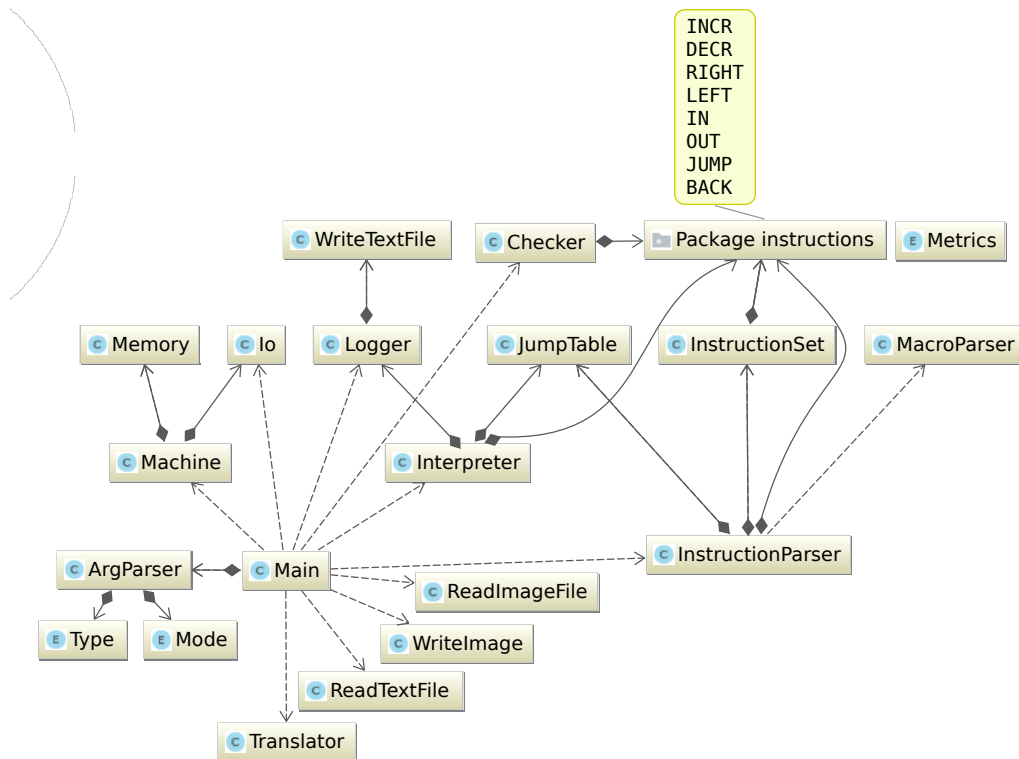 INCR
DECR
RIGHT
LEFT
IN
OUT
JUMP
BACK
C WriteTextFile
C Checker
Package instructions
E Metrics
C Memory
C Io
C Logger
C JumpTable
C InstructionSet
C MacroParser
C Machine
C Interpreter
C ArgParser
C Main
C InstructionParser
C ReadImageFile
E Type
E Mode
C WriteImage
C ReadTextFile
C Translator